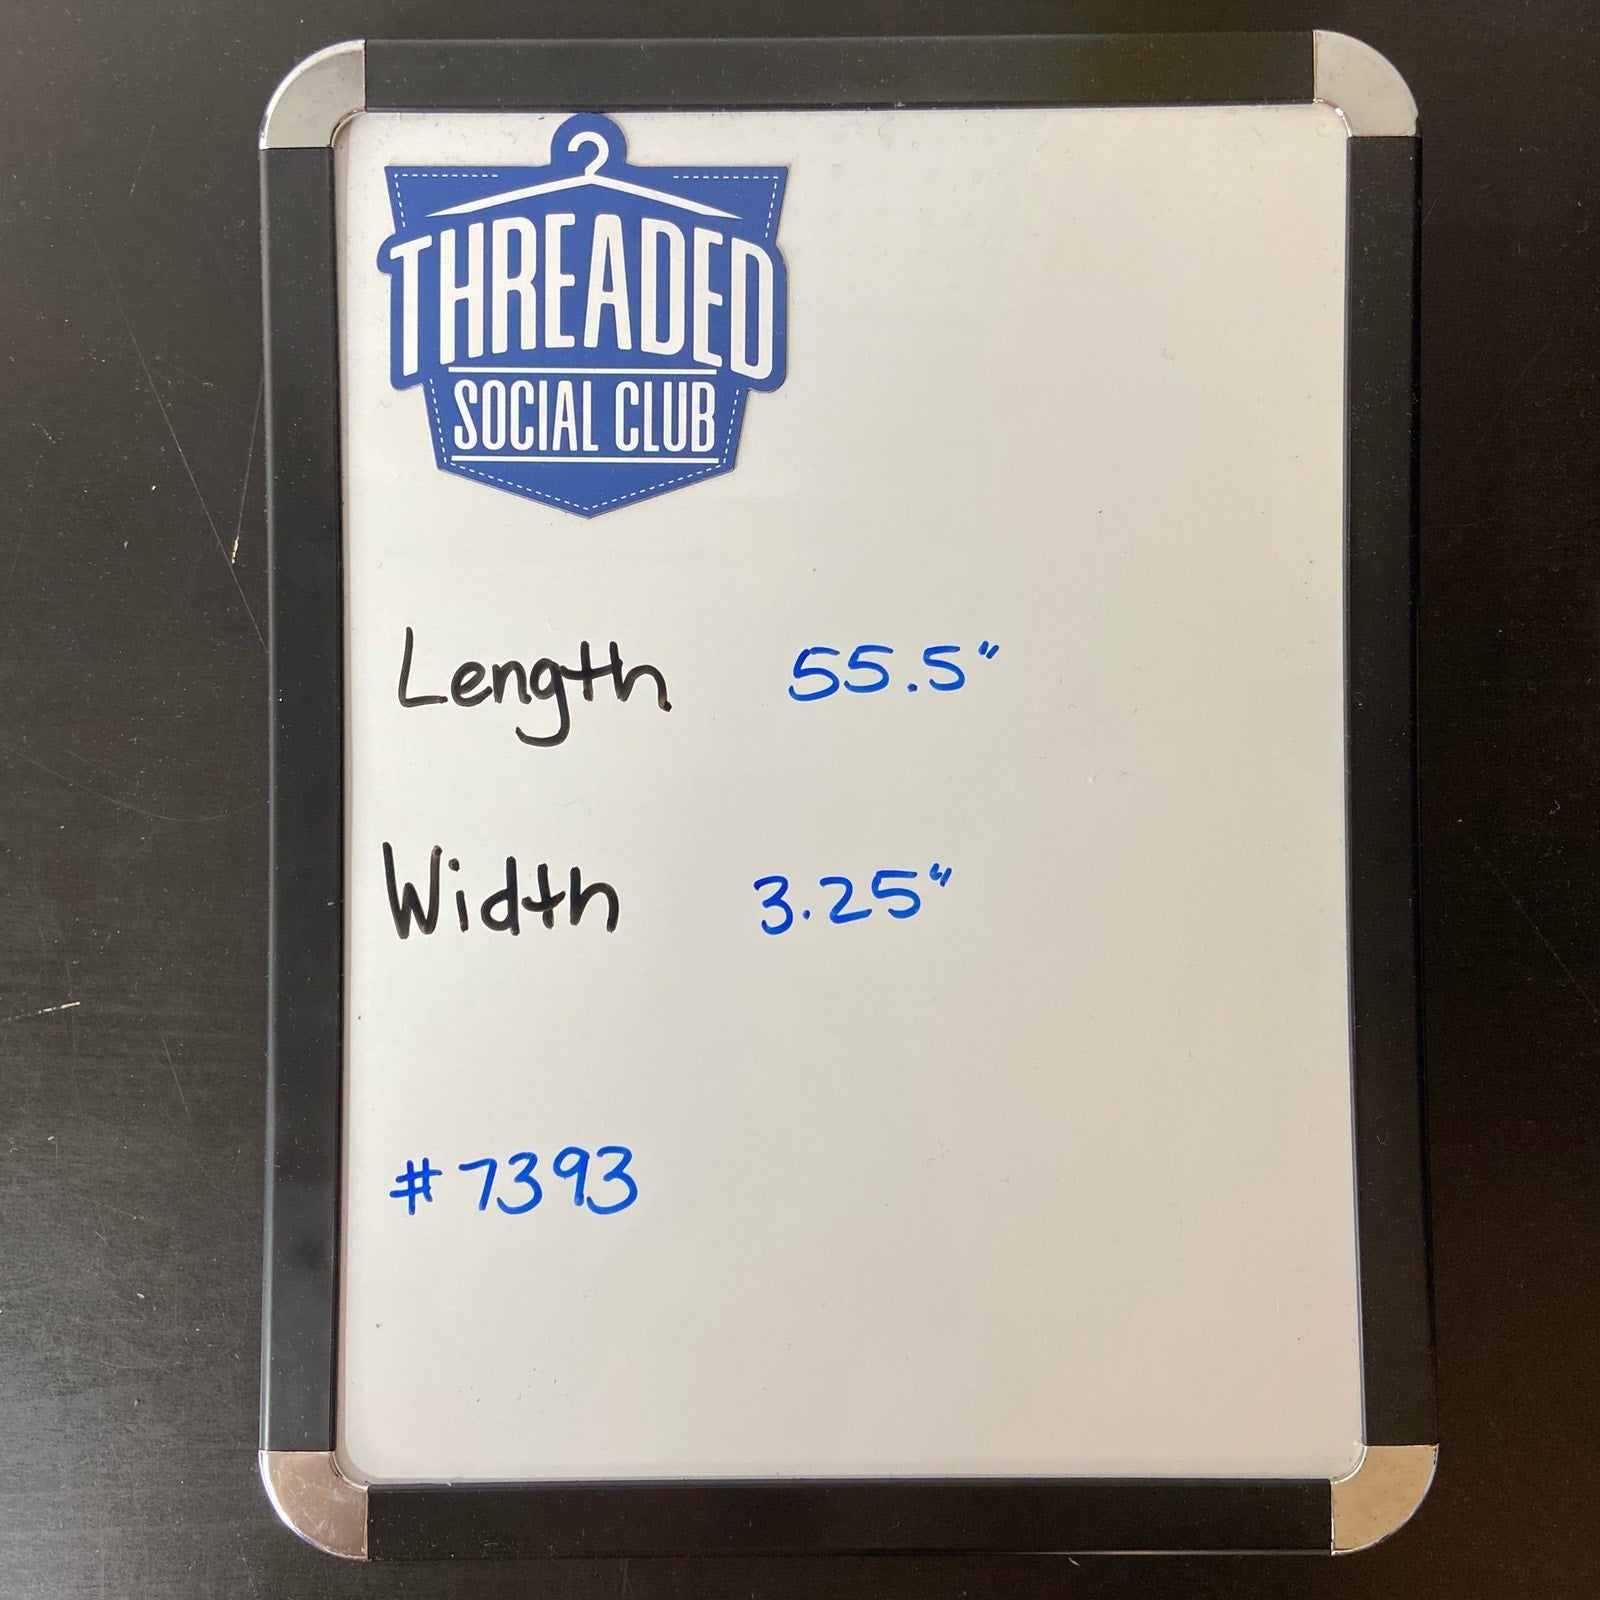 THREADED
SOCIAL CLUB
Length 55.5"
Width 3.25"
#7393